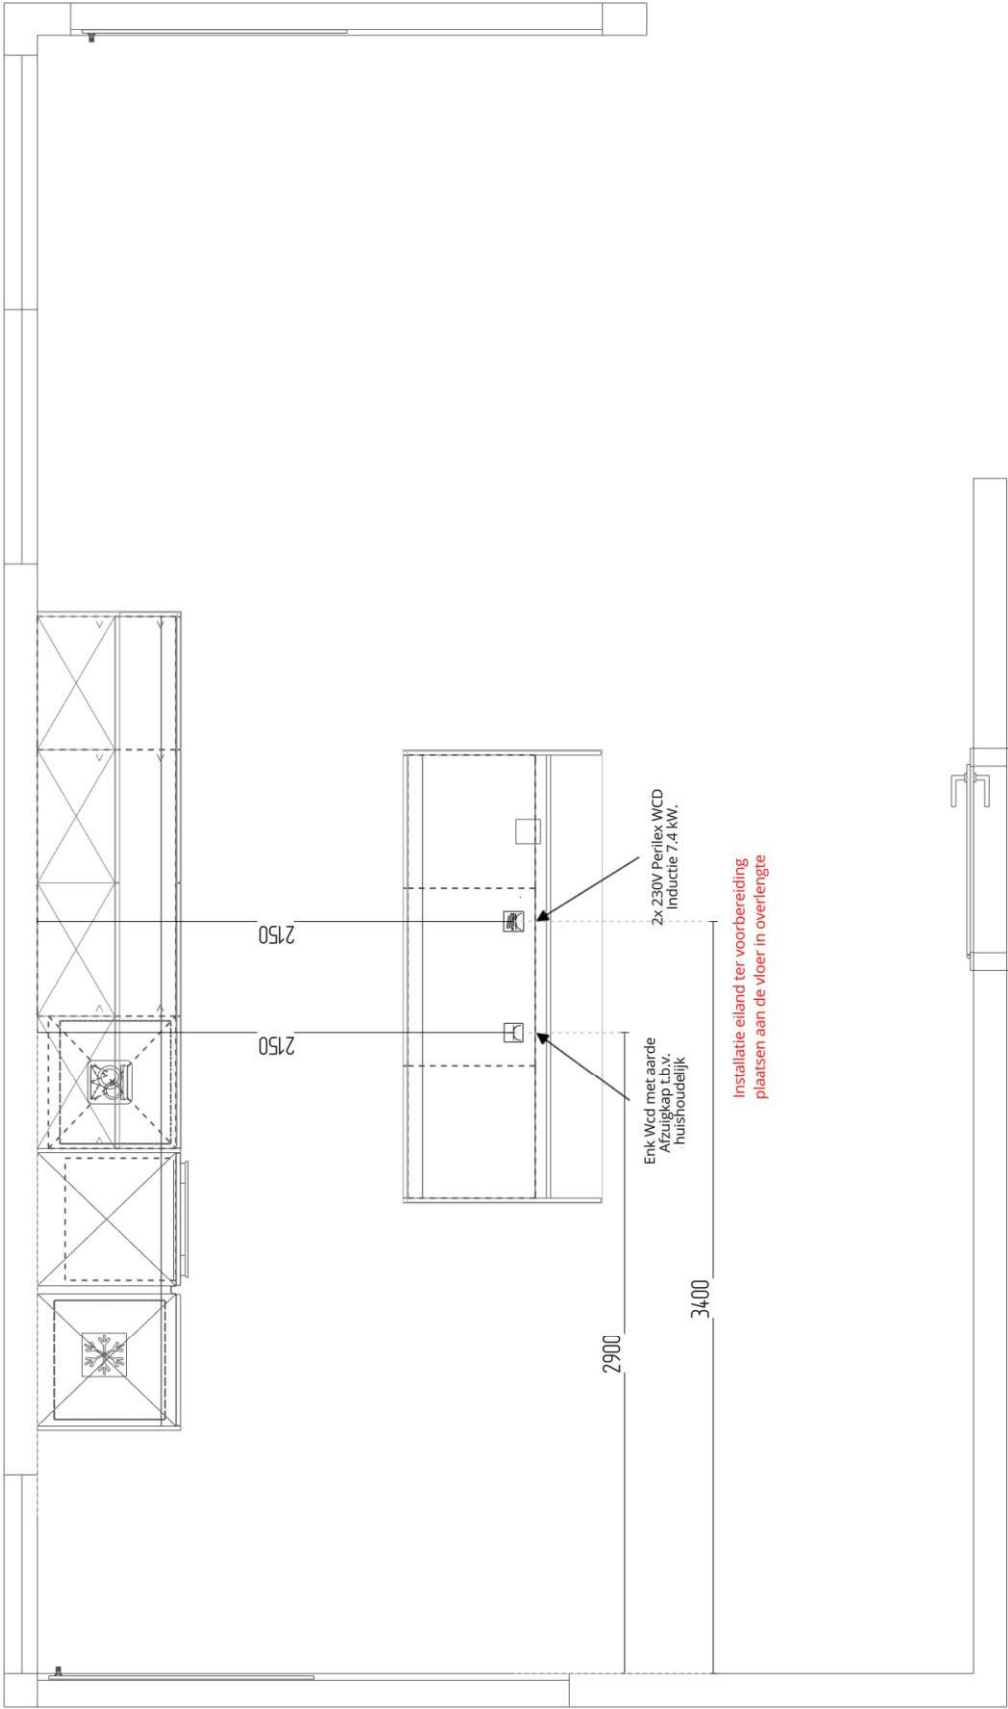 2150
2150
2x 230V Perilex WCD
Inductie 7.4 kW.
Enk Wcd met aarde
Afzuigkap t.b.v.
huishoudelijk
Installatie eiland ter voorbereiding
plaatsen aan de vloer in overlengte
2900
3400